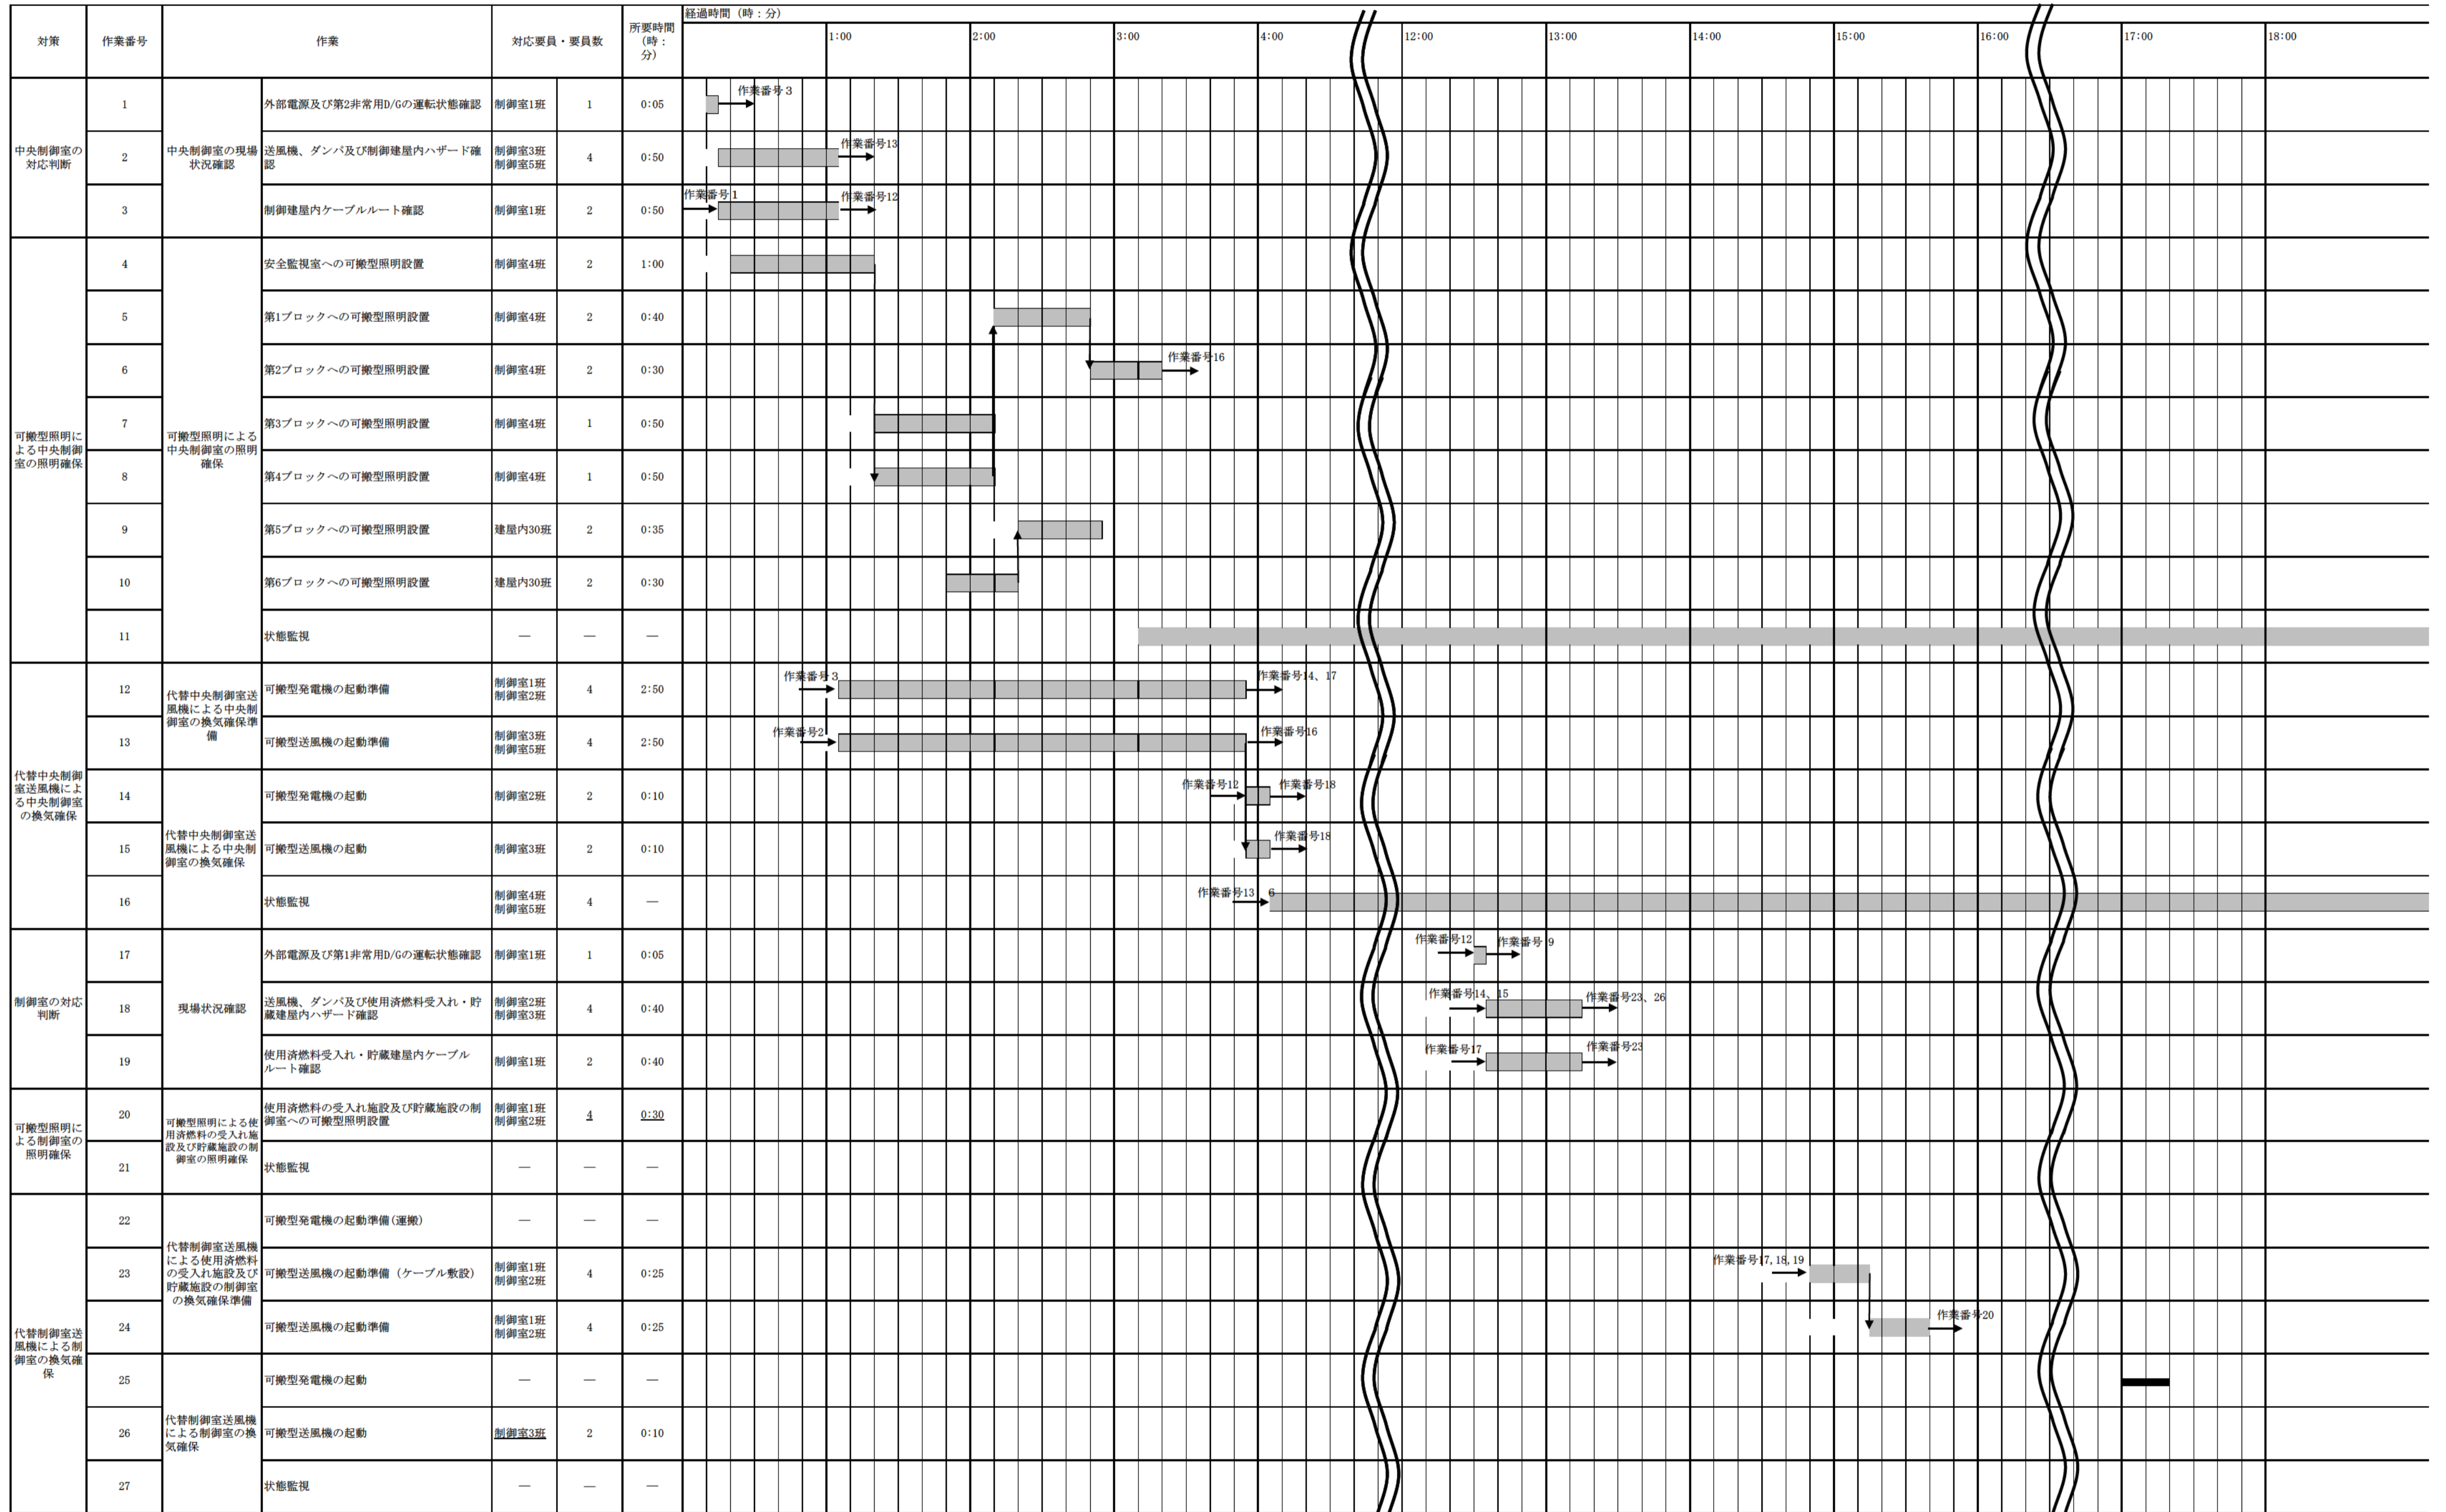 経過時間（時：分）
対策 作業番号 作業 対応要員・要員数 所要時間
（時：
分）
1:00 2:00 3:00 4:00 12:00 13:00 14:00 15:00 16:00 17:00 18:00
中央制御室の
対応判断
中央制御室の現場
状況確認
1 外部電源及び第2非常用D/Gの運転状態確認 制御室1班 1 0:05 作業番号3
2 送風機、ダンパ及び制御建屋内ハザード確
認
制御室3班
制御室5班
4 0:50 作業番号13
3 制御建屋内ケーブルルート確認 制御室1班 2 0:50 作業番号1 作業番号12
可搬型照明に
よる中央制御
室の照明確保
可搬型照明による
中央制御室の照明
確保
4 安全監視室への可搬型照明設置 制御室4班 2 1:00
5 第1ブロックへの可搬型照明設置 制御室4班 2 0:40
6 第2ブロックへの可搬型照明設置 制御室4班 2 0:30 作業番号16
7 第3ブロックへの可搬型照明設置 制御室4班 1 0:50
8 第4ブロックへの可搬型照明設置 制御室4班 1 0:50
9 第5ブロックへの可搬型照明設置 建屋内30班 2 0:35
10 第6ブロックへの可搬型照明設置 建屋内30班 2 0:30
11 状態監視 ― ― ―
代替中央制御
室送風機によ
る中央制御室
の換気確保
代替中央制御室送
風機による中央制
御室の換気確保準
備
12 可搬型発電機の起動準備 制御室1班
制御室2班
4 2:50 作業番号3 作業番号14、17
13 可搬型送風機の起動準備 制御室3班
制御室5班
4 2:50 作業番号2 作業番号16
代替中央制御室送
風機による中央制
御室の換気確保
14 可搬型発電機の起動 制御室2班 2 0:10 作業番号12 作業番号18
15 可搬型送風機の起動 制御室3班 2 0:10 作業番号18
16 状態監視 制御室4班
制御室5班
4 ― 作業番号13、6
制御室の対応
判断
現場状況確認
17 外部電源及び第1非常用D/Gの運転状態確認 制御室1班 1 0:05 作業番号12 作業番号 9
18 送風機、ダンパ及び使用済燃料受入れ・貯
蔵建屋内ハザード確認
制御室2班
制御室3班
4 0:40 作業番号14、15 作業番号23、26
19 使用済燃料受入れ・貯蔵建屋内ケーブル
ルート確認
制御室1班 2 0:40 作業番号17 作業番号23
可搬型照明に
よる制御室の
照明確保
可搬型照明による使
用済燃料の受入れ施
設及び貯蔵施設の制
御室の照明確保
20 使用済燃料の受入れ施設及び貯蔵施設の制
御室への可搬型照明設置
制御室1班
制御室2班
4 0:30
21 状態監視 ― ― ―
代替制御室送
風機による制
御室の換気確
保
代替制御室送風機
による使用済燃料
の受入れ施設及び
貯蔵施設の制御室
の換気確保準備
22 可搬型発電機の起動準備(運搬) ― ― ―
23 可搬型送風機の起動準備（ケーブル敷設） 制御室1班
制御室2班
4 0:25 作業番号17,18,19
24 可搬型送風機の起動準備 制御室1班
制御室2班
4 0:25 作業番号20
代替制御室送風機
による制御室の換
気確保
25 可搬型発電機の起動 ― ― ―
26 可搬型送風機の起動 制御室3班 2 0:10
27 状態監視 ― ― ―